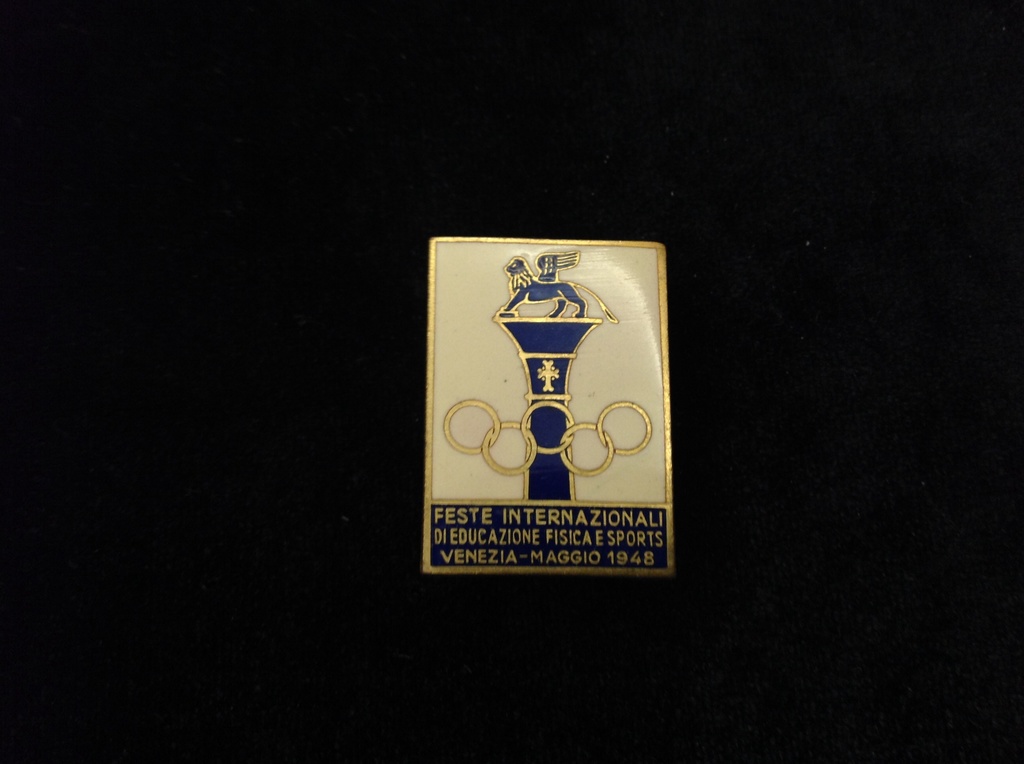 FESTE INTERNAZIONALI
DI EDUCAZIONE FISICA E SPORTS
VENEZIA - MAGGIO 1948